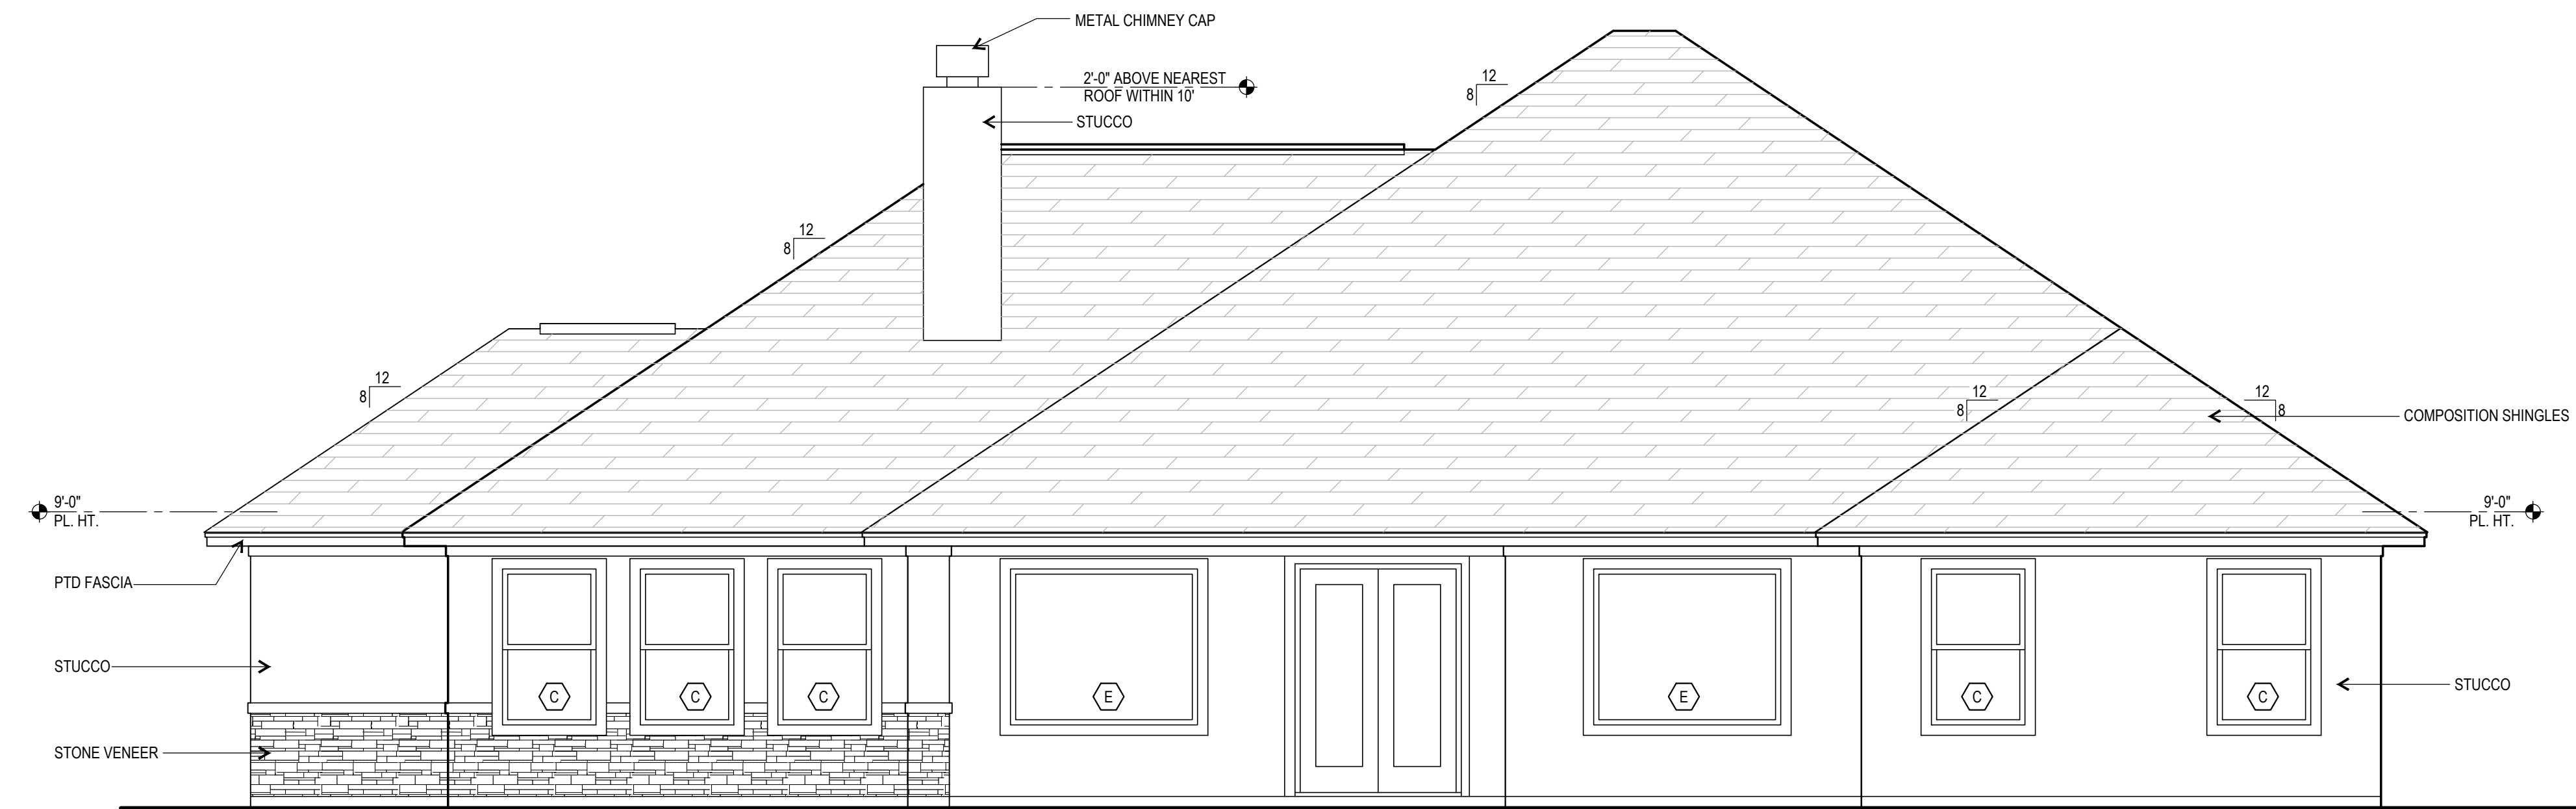 METAL CHIMNEY CAP
2'-0" ABOVE NEAREST
ROOF WITHIN 10'
STUCCO
12
8
12
8
12
8
12
8
12
8
COMPOSITION SHINGLES
9'-0"
PL. HT.
9'-0"
PL. HT.
PTD FASCIA
STUCCO
STONE VENEER
C
C
C
E
E
C
C
STUCCO